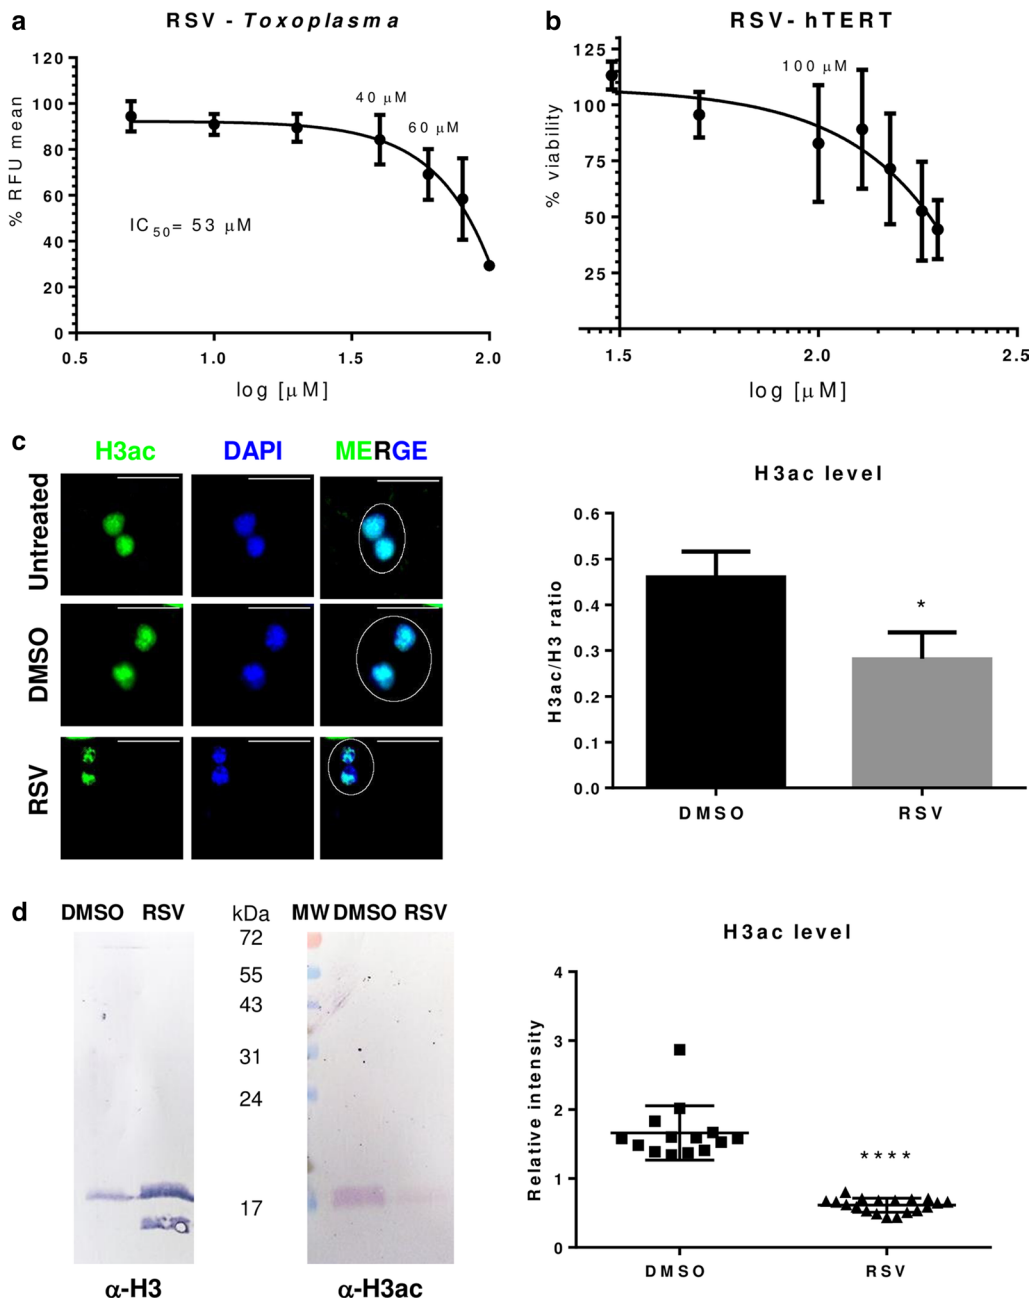 a
RSV - Toxoplasma
120
100
80
60
40
20
0
% RFU mean
40 µM
60 µM
IC50= 53 µM
0.5 1.0 1.5 2.0
log [µM]
b
RSV- hTERT
125
100
75
50
25
% viability
100 µM
1.5 2.0 2.5
log [µM]
c
H3ac DAPI MERGE
Untreated
DMSO
RSV
H3ac level
0.6
0.5
0.4
0.3
0.2
0.1
0.0
H3ac/H3 ratio
*
DMSO RSV
d
DMSO RSV kDa MW DMSO RSV
72
55
43
31
24
17
α-H3 α-H3ac
H3ac level
4
3
2
1
0
Relative intensity
****
DMSO RSV